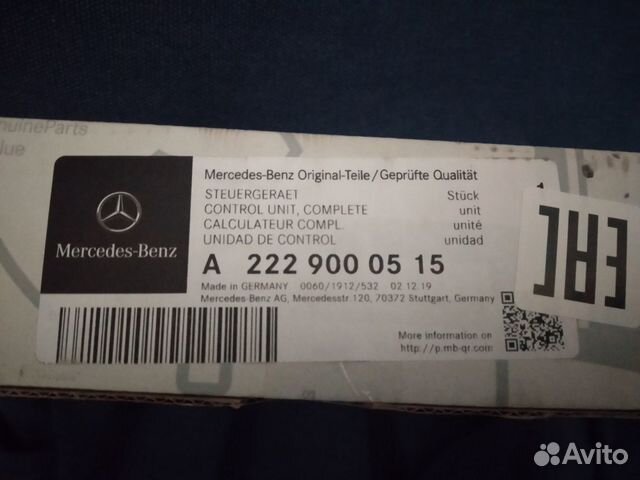 nuineParts
lue
Mercedes-Benz
Mercedes-Benz Original-Teile/Geprüfte Qualität
STEUERGERAET Stück
CONTROL UNIT, COMPLETE unit
CALCULATEUR COMPL. unité
UNIDAD DE CONTROL unidad
A 222 900 05 15
Made in GERMANY 0060/1912/532 02.12.19
Mercedes-Benz AG, Mercedesstr.120, 70372 Stuttgart, Germany
More information on
http://p.mb-qr.com
EAC
Avito